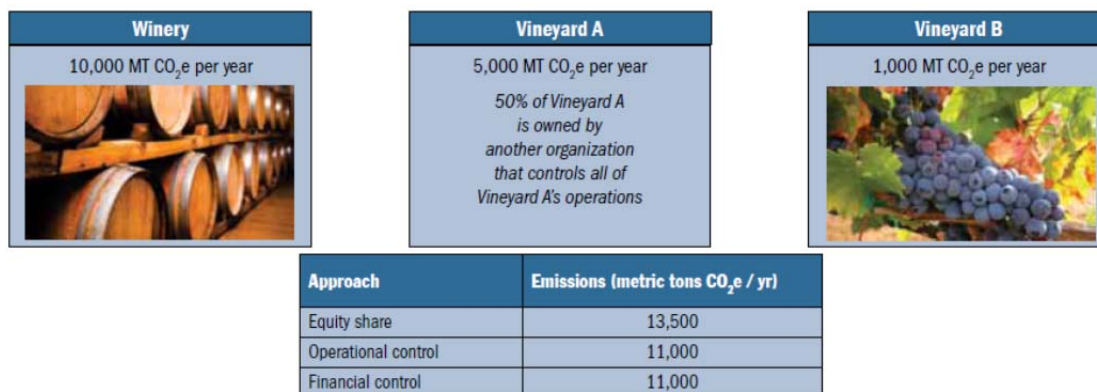 Winery
10,000 MT CO₂e per year
Vineyard A
5,000 MT CO₂e per year
50% of Vineyard A
is owned by
another organization
that controls all of
Vineyard A's operations
Vineyard B
1,000 MT CO₂e per year
Approach Emissions (metric tons CO₂e / yr)
Equity share 13,500
Operational control 11,000
Financial control 11,000